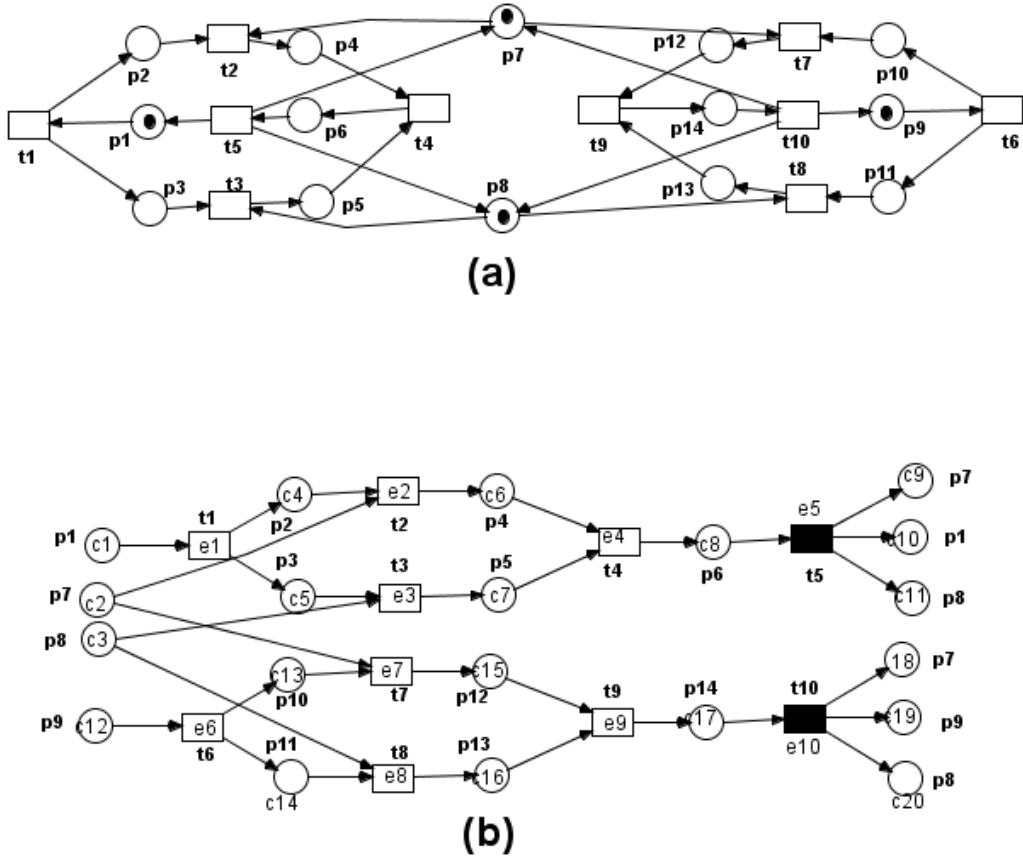 p4 p12
p2 t2 p7 t7 p10
p1 t5 p6 t4 t9 p14 t10 p9 t6
t1
p3 t3 p5 p8 p13 t8 p11
(a)
c9 p7
c4 e2 c6 e5
t1 p2 t2 p4
p1 c1 e1 e4 c8 c10 p1
p3 t3 p5 t4 p6 t5
p7 c2 c5 e3 c7 c11 p8
p8 c3
c13 e7 c15 18 p7
p10 t7 p12 t9 p14 t10
p9 c12 e6 e9 c17 c19 p9
t6 p11 t8 p13 e10
e8 c16 p8
c14 c20
(b)